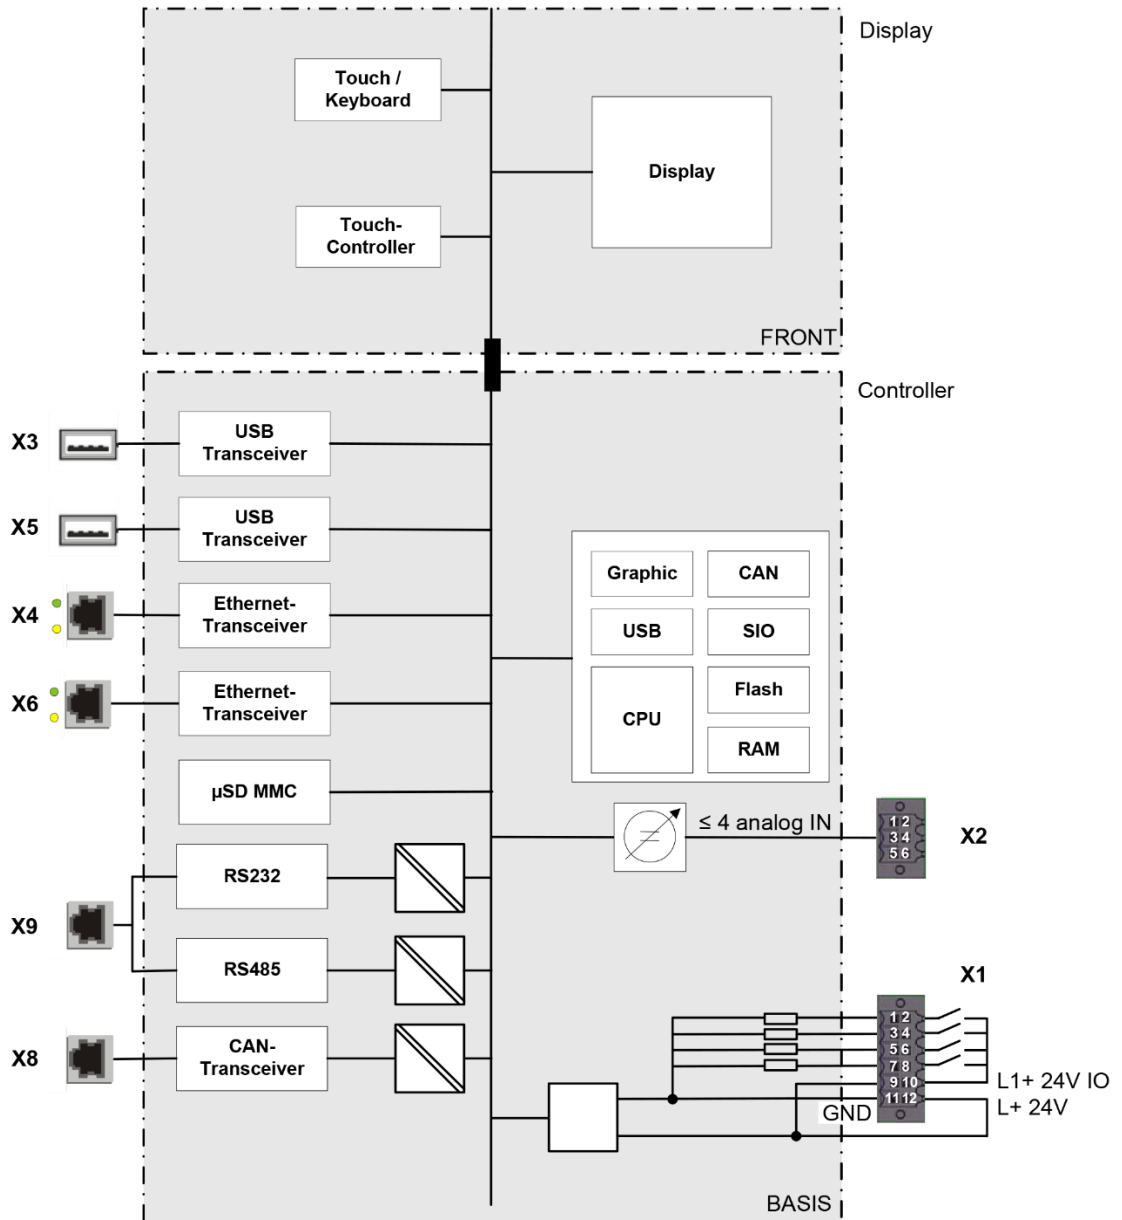 Display
Touch /
Keyboard
Display
Touch-
Controller
FRONT
Controller
X3
USB
Transceiver
X5
USB
Transceiver
X4
Ethernet-
Transceiver
X6
Ethernet-
Transceiver
µSD MMC
Graphic
CAN
USB
SIO
CPU
Flash
RAM
≤ 4 analog IN
1 2
3 4
5 6
X2
X9
RS232
RS485
X8
CAN-
Transceiver
X1
1 2
3 4
5 6
7 8
9 10
11 12
GND
L1+ 24V IO
L+ 24V
BASIS